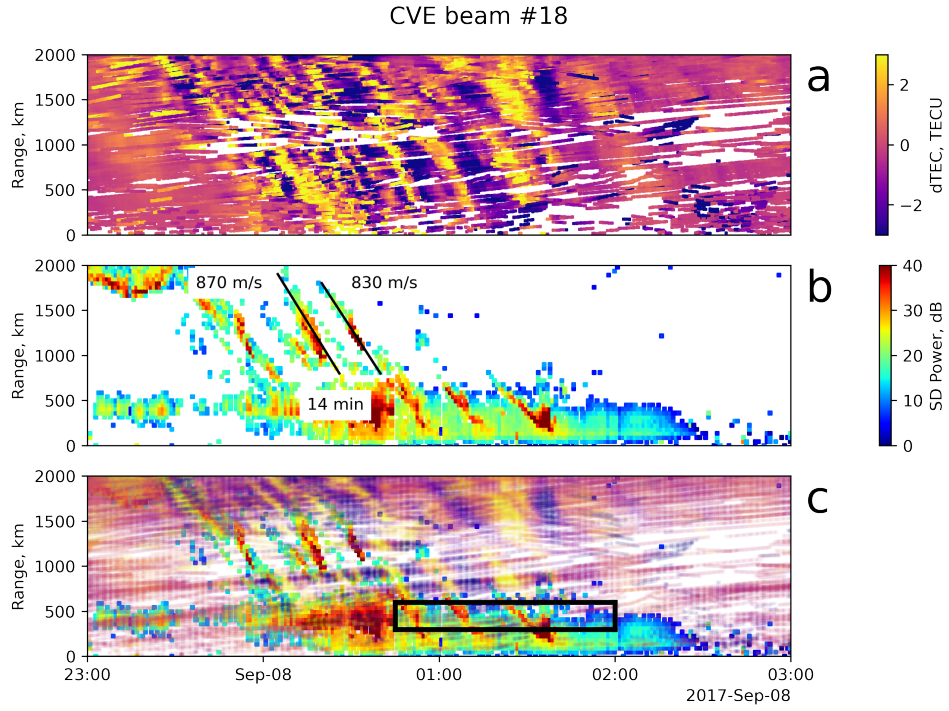 CVE beam #18
2000
1500
1000
500
0
Range, km
a
2
0
−2
dTEC, TECU
2000
1500
1000
500
0
Range, km
870 m/s
830 m/s
14 min
b
40
30
20
10
0
SD Power, dB
2000
1500
1000
500
0
Range, km
c
23:00 Sep-08 01:00 02:00 03:00
2017-Sep-08